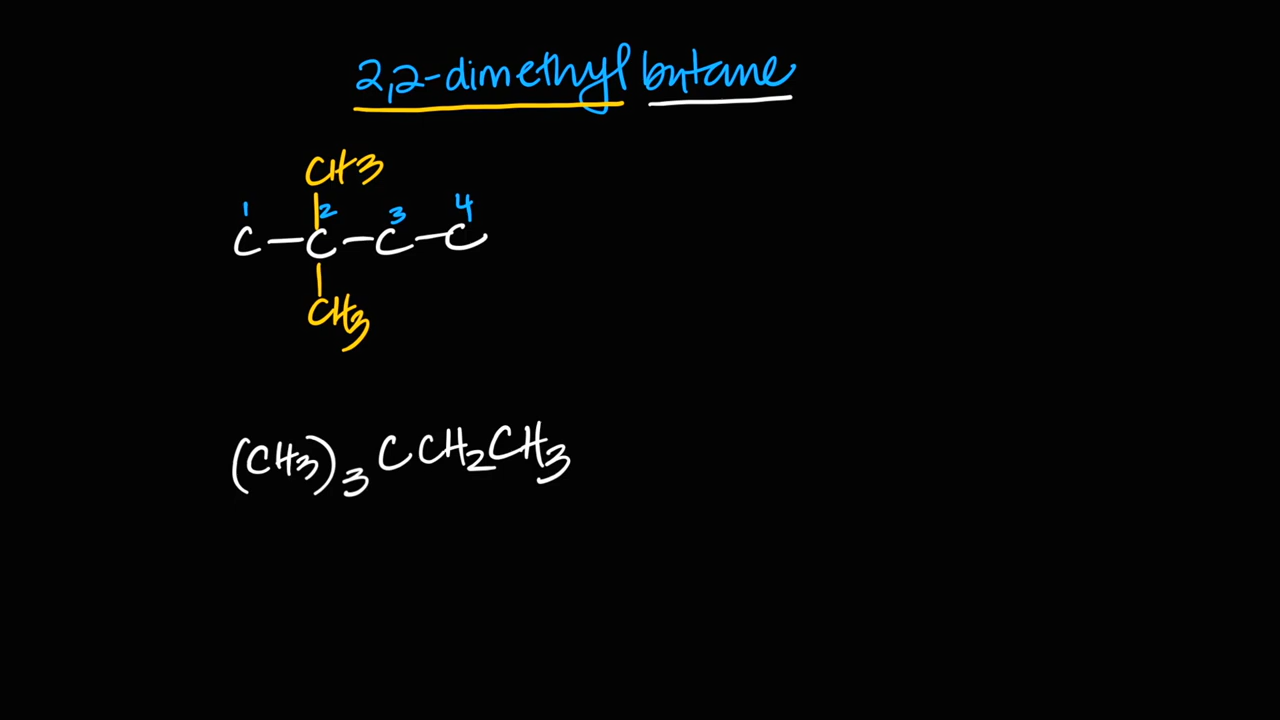 2,2-dimethyl butane
CH3
1 2 3 4
C-C-C-C
CH3
(CH3)3CCH2CH3